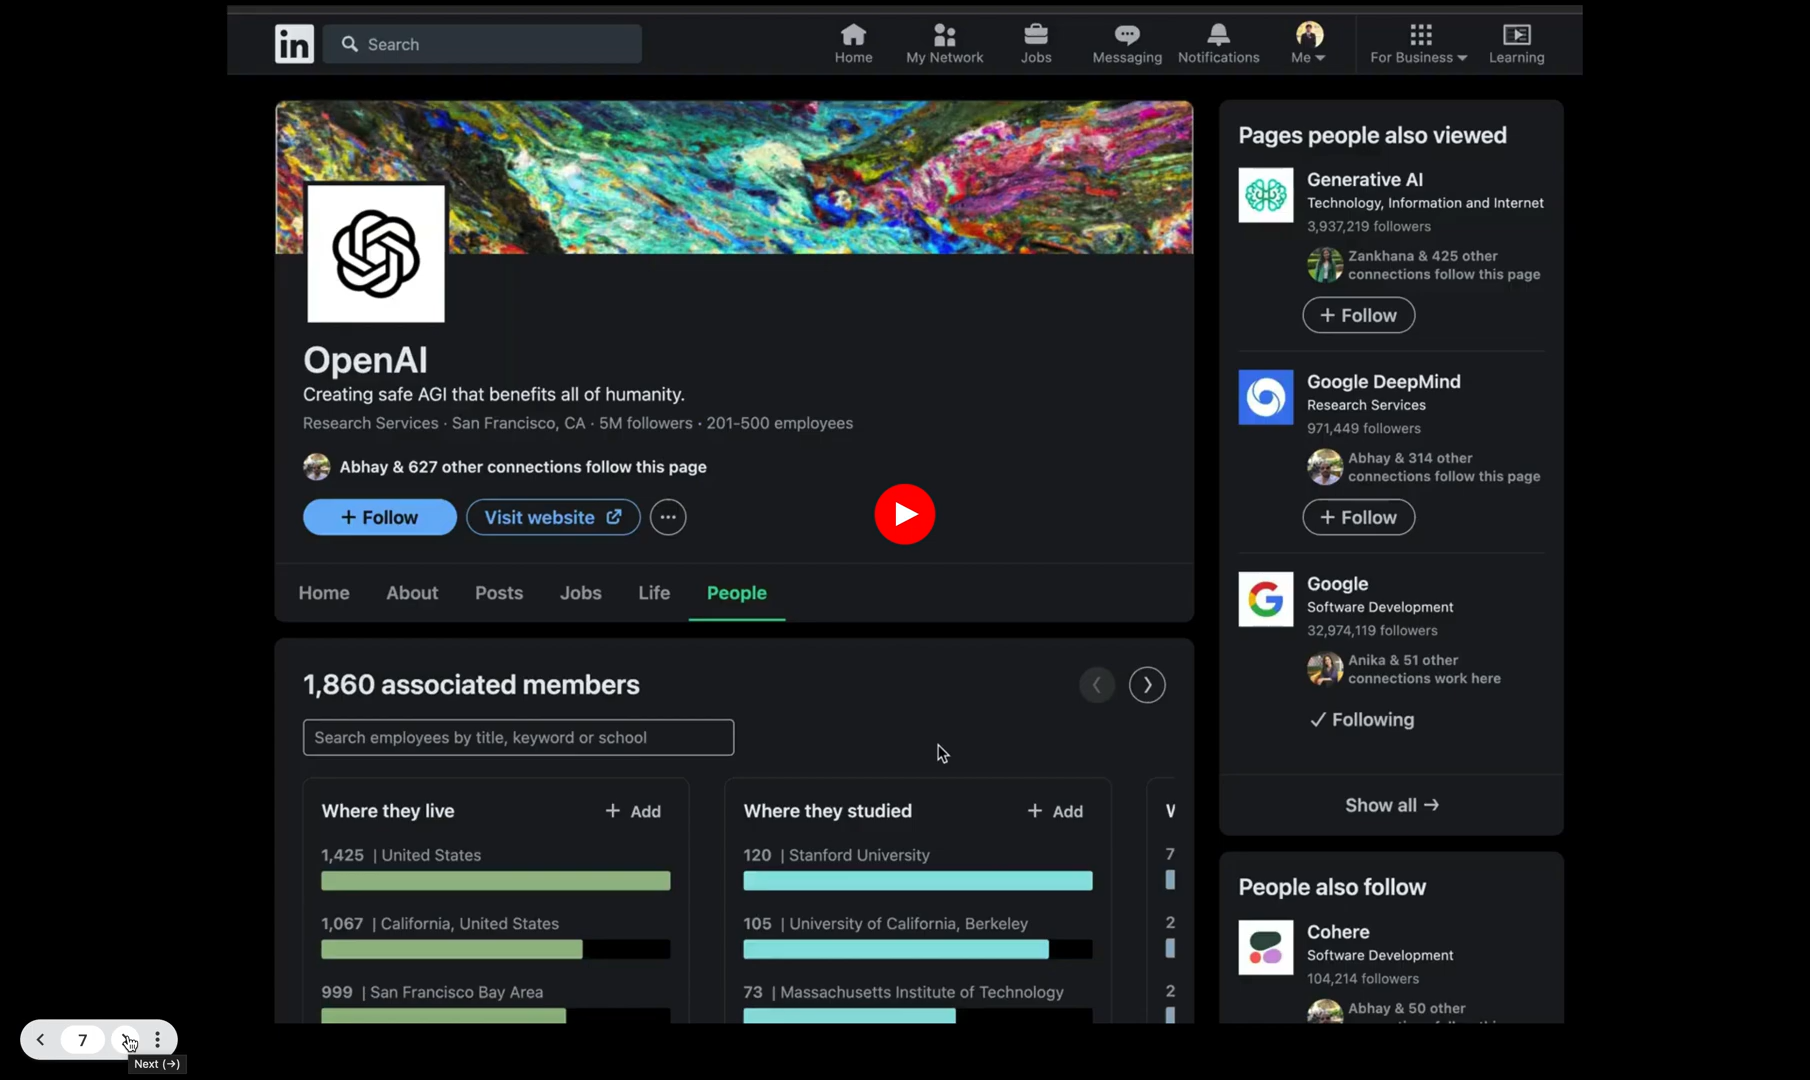 in
Search
Home
My Network
Jobs
Messaging
Notifications
Me
For Business
Learning
OpenAI
Creating safe AGI that benefits all of humanity.
Research Services · San Francisco, CA · 5M followers · 201-500 employees
Abhay & 627 other connections follow this page
+ Follow
Visit website
Home
About
Posts
Jobs
Life
People
1,860 associated members
Search employees by title, keyword or school
Where they live
+ Add
1,425 | United States
1,067 | California, United States
999 | San Francisco Bay Area
Where they studied
+ Add
120 | Stanford University
105 | University of California, Berkeley
73 | Massachusetts Institute of Technology
7
2
2
Pages people also viewed
Generative AI
Technology, Information and Internet
3,937,219 followers
Zankhana & 425 other
connections follow this page
+ Follow
Google DeepMind
Research Services
971,449 followers
Abhay & 314 other
connections follow this page
+ Follow
Google
Software Development
32,974,119 followers
Anika & 51 other
connections work here
✓ Following
Show all →
People also follow
Cohere
Software Development
104,214 followers
Abhay & 50 other
7
Next (→)